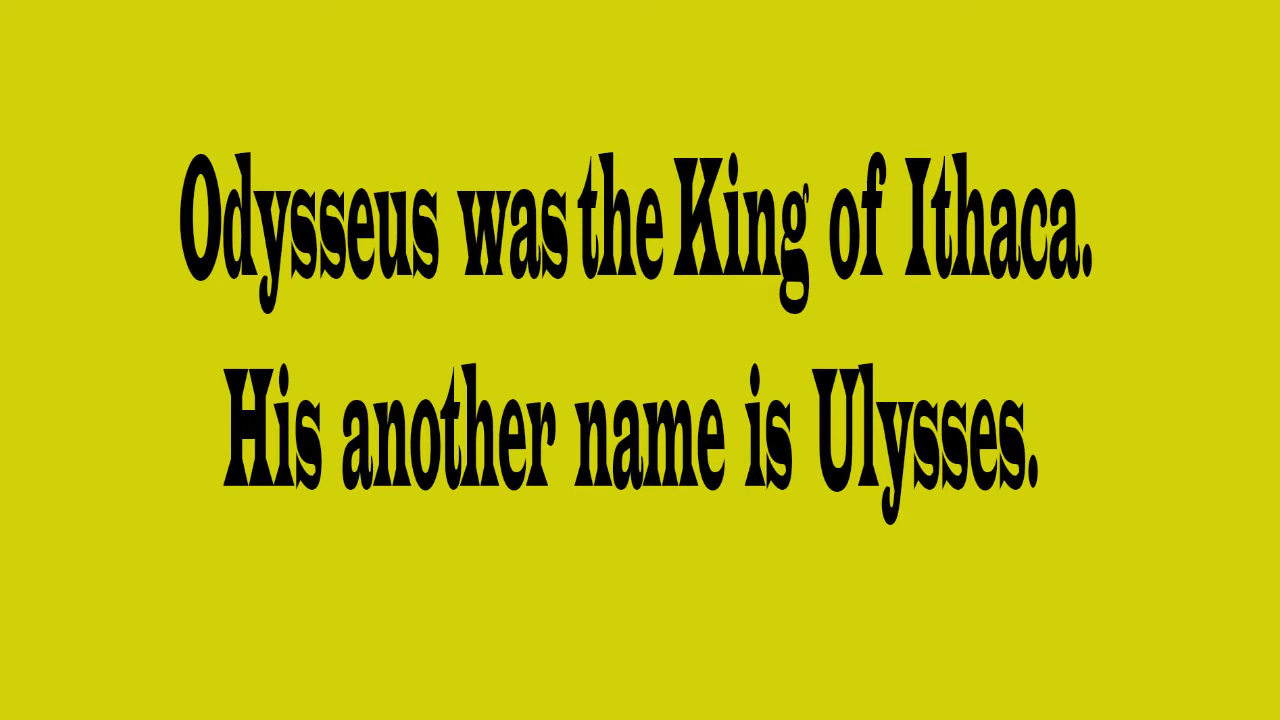 Odysseus was the King of Ithaca.
His another name is Ulysses.